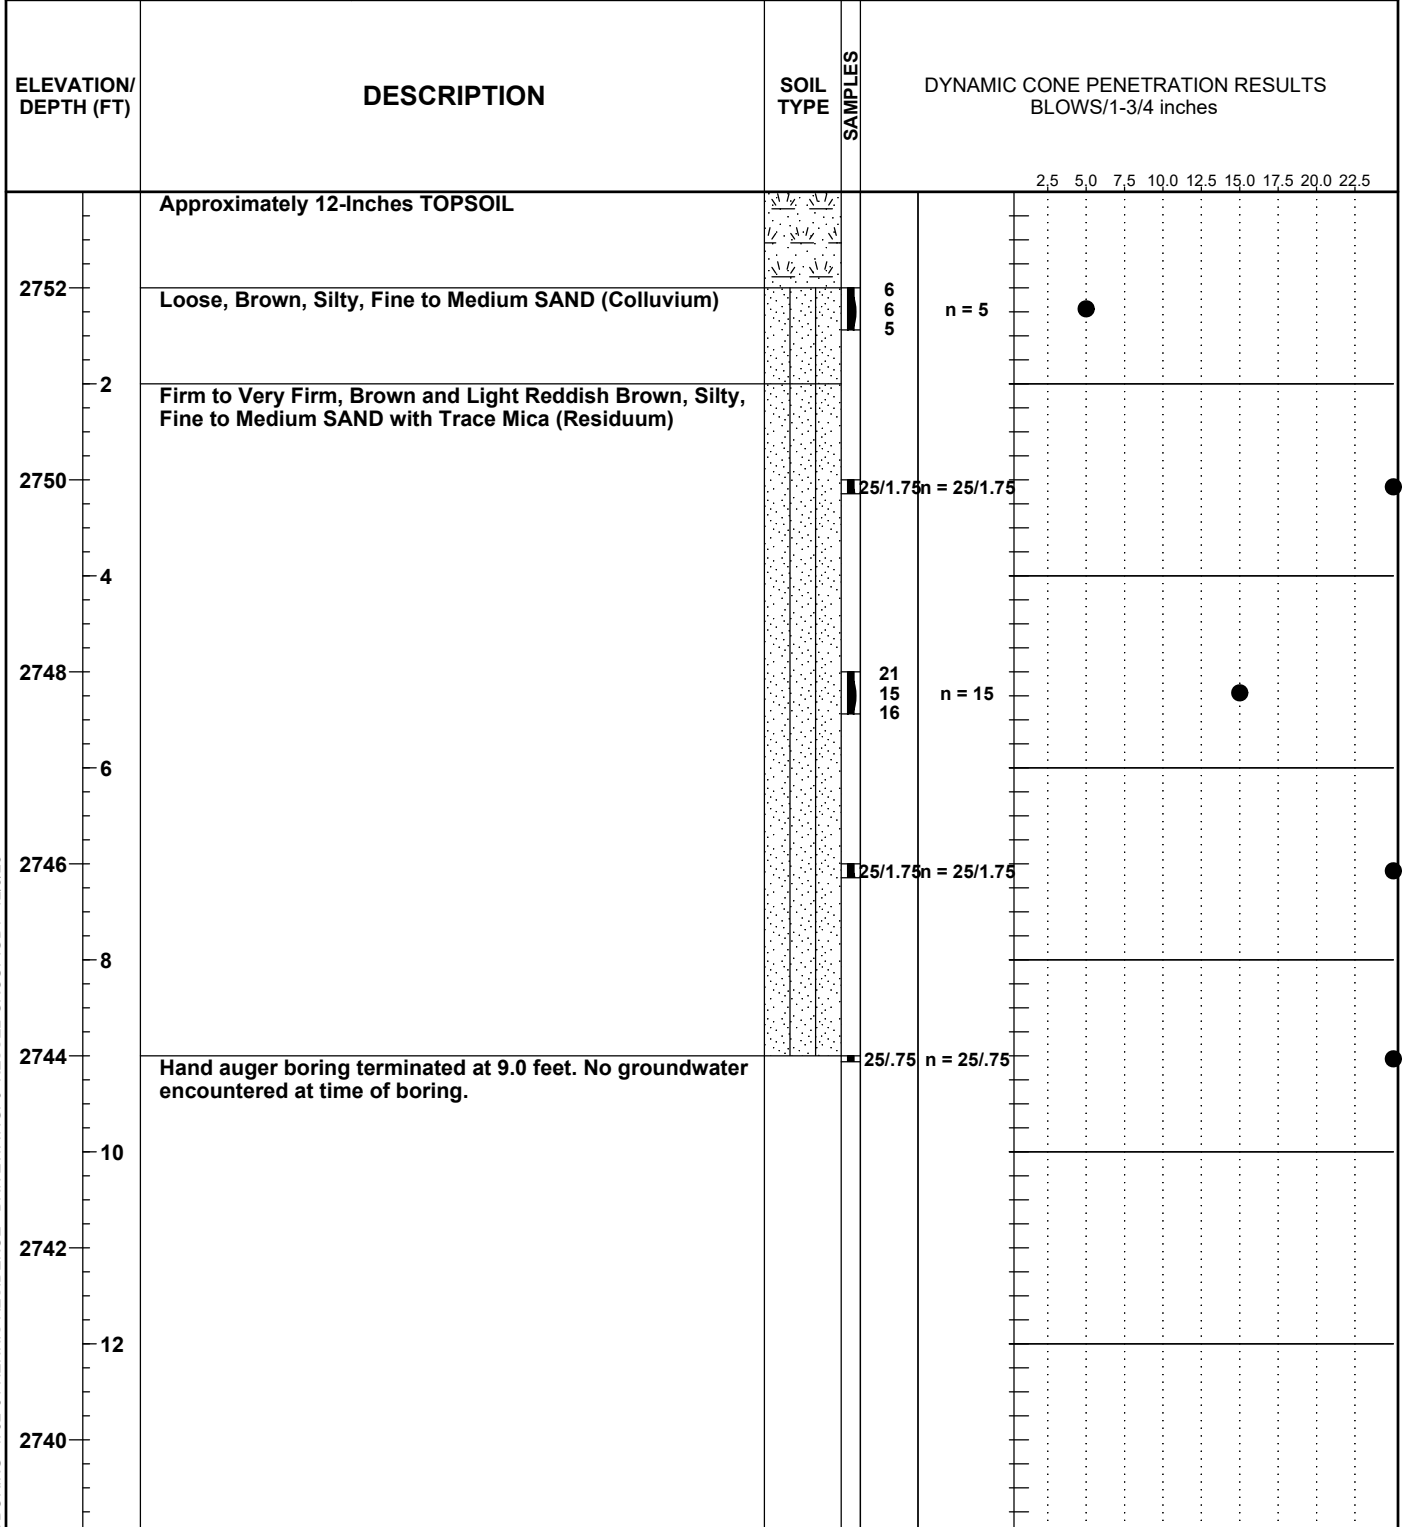 ELEVATION/
DEPTH (FT)
DESCRIPTION
SOIL
TYPE
SAMPLES
DYNAMIC CONE PENETRATION RESULTS
BLOWS/1-3/4 inches
2.5 5.0 7.5 10.0 12.5 15.0 17.5 20.0 22.5
Approximately 12-Inches TOPSOIL
2752
Loose, Brown, Silty, Fine to Medium SAND (Colluvium)
6
6
5
n = 5
2
Firm to Very Firm, Brown and Light Reddish Brown, Silty,
Fine to Medium SAND with Trace Mica (Residuum)
2750
25/1.75
n = 25/1.75
4
2748
21
15
16
n = 15
6
2746
25/1.75
n = 25/1.75
8
2744
Hand auger boring terminated at 9.0 feet. No groundwater
encountered at time of boring.
25/.75
n = 25/.75
10
2742
12
2740